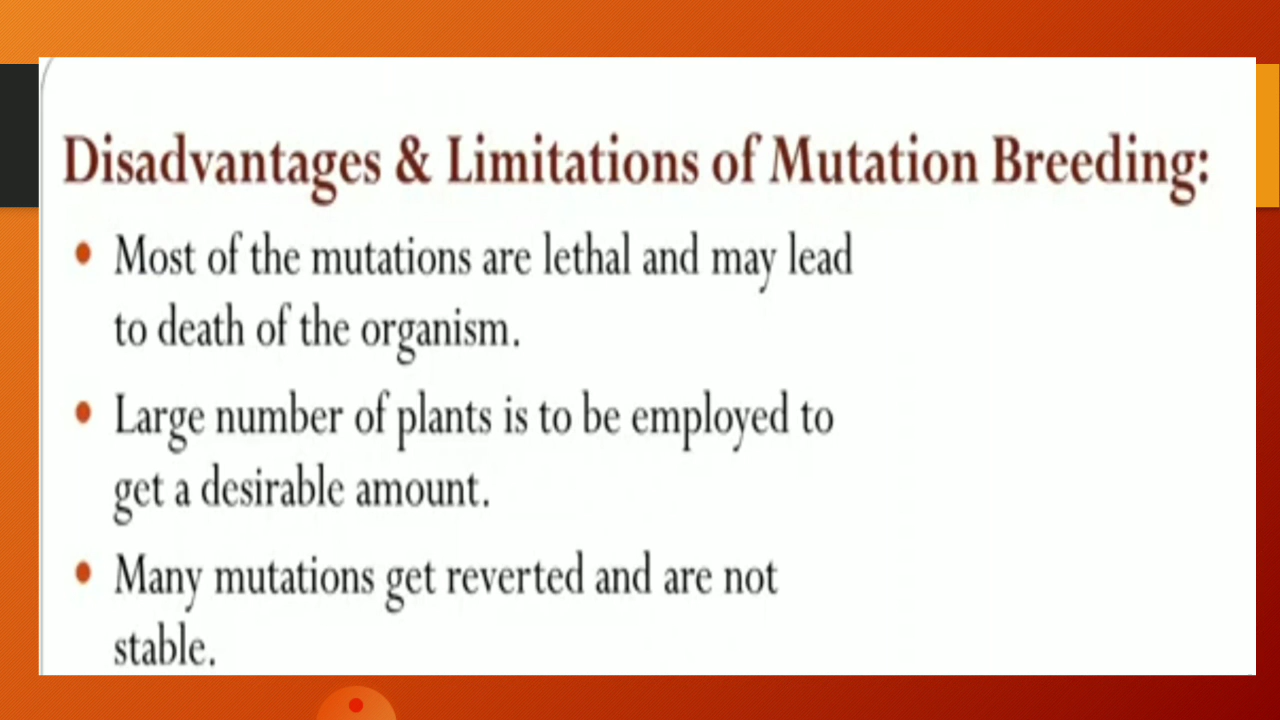 Disadvantages & Limitations of Mutation Breeding:
• Most of the mutations are lethal and may lead
to death of the organism.
• Large number of plants is to be employed to
get a desirable amount.
• Many mutations get reverted and are not
stable.